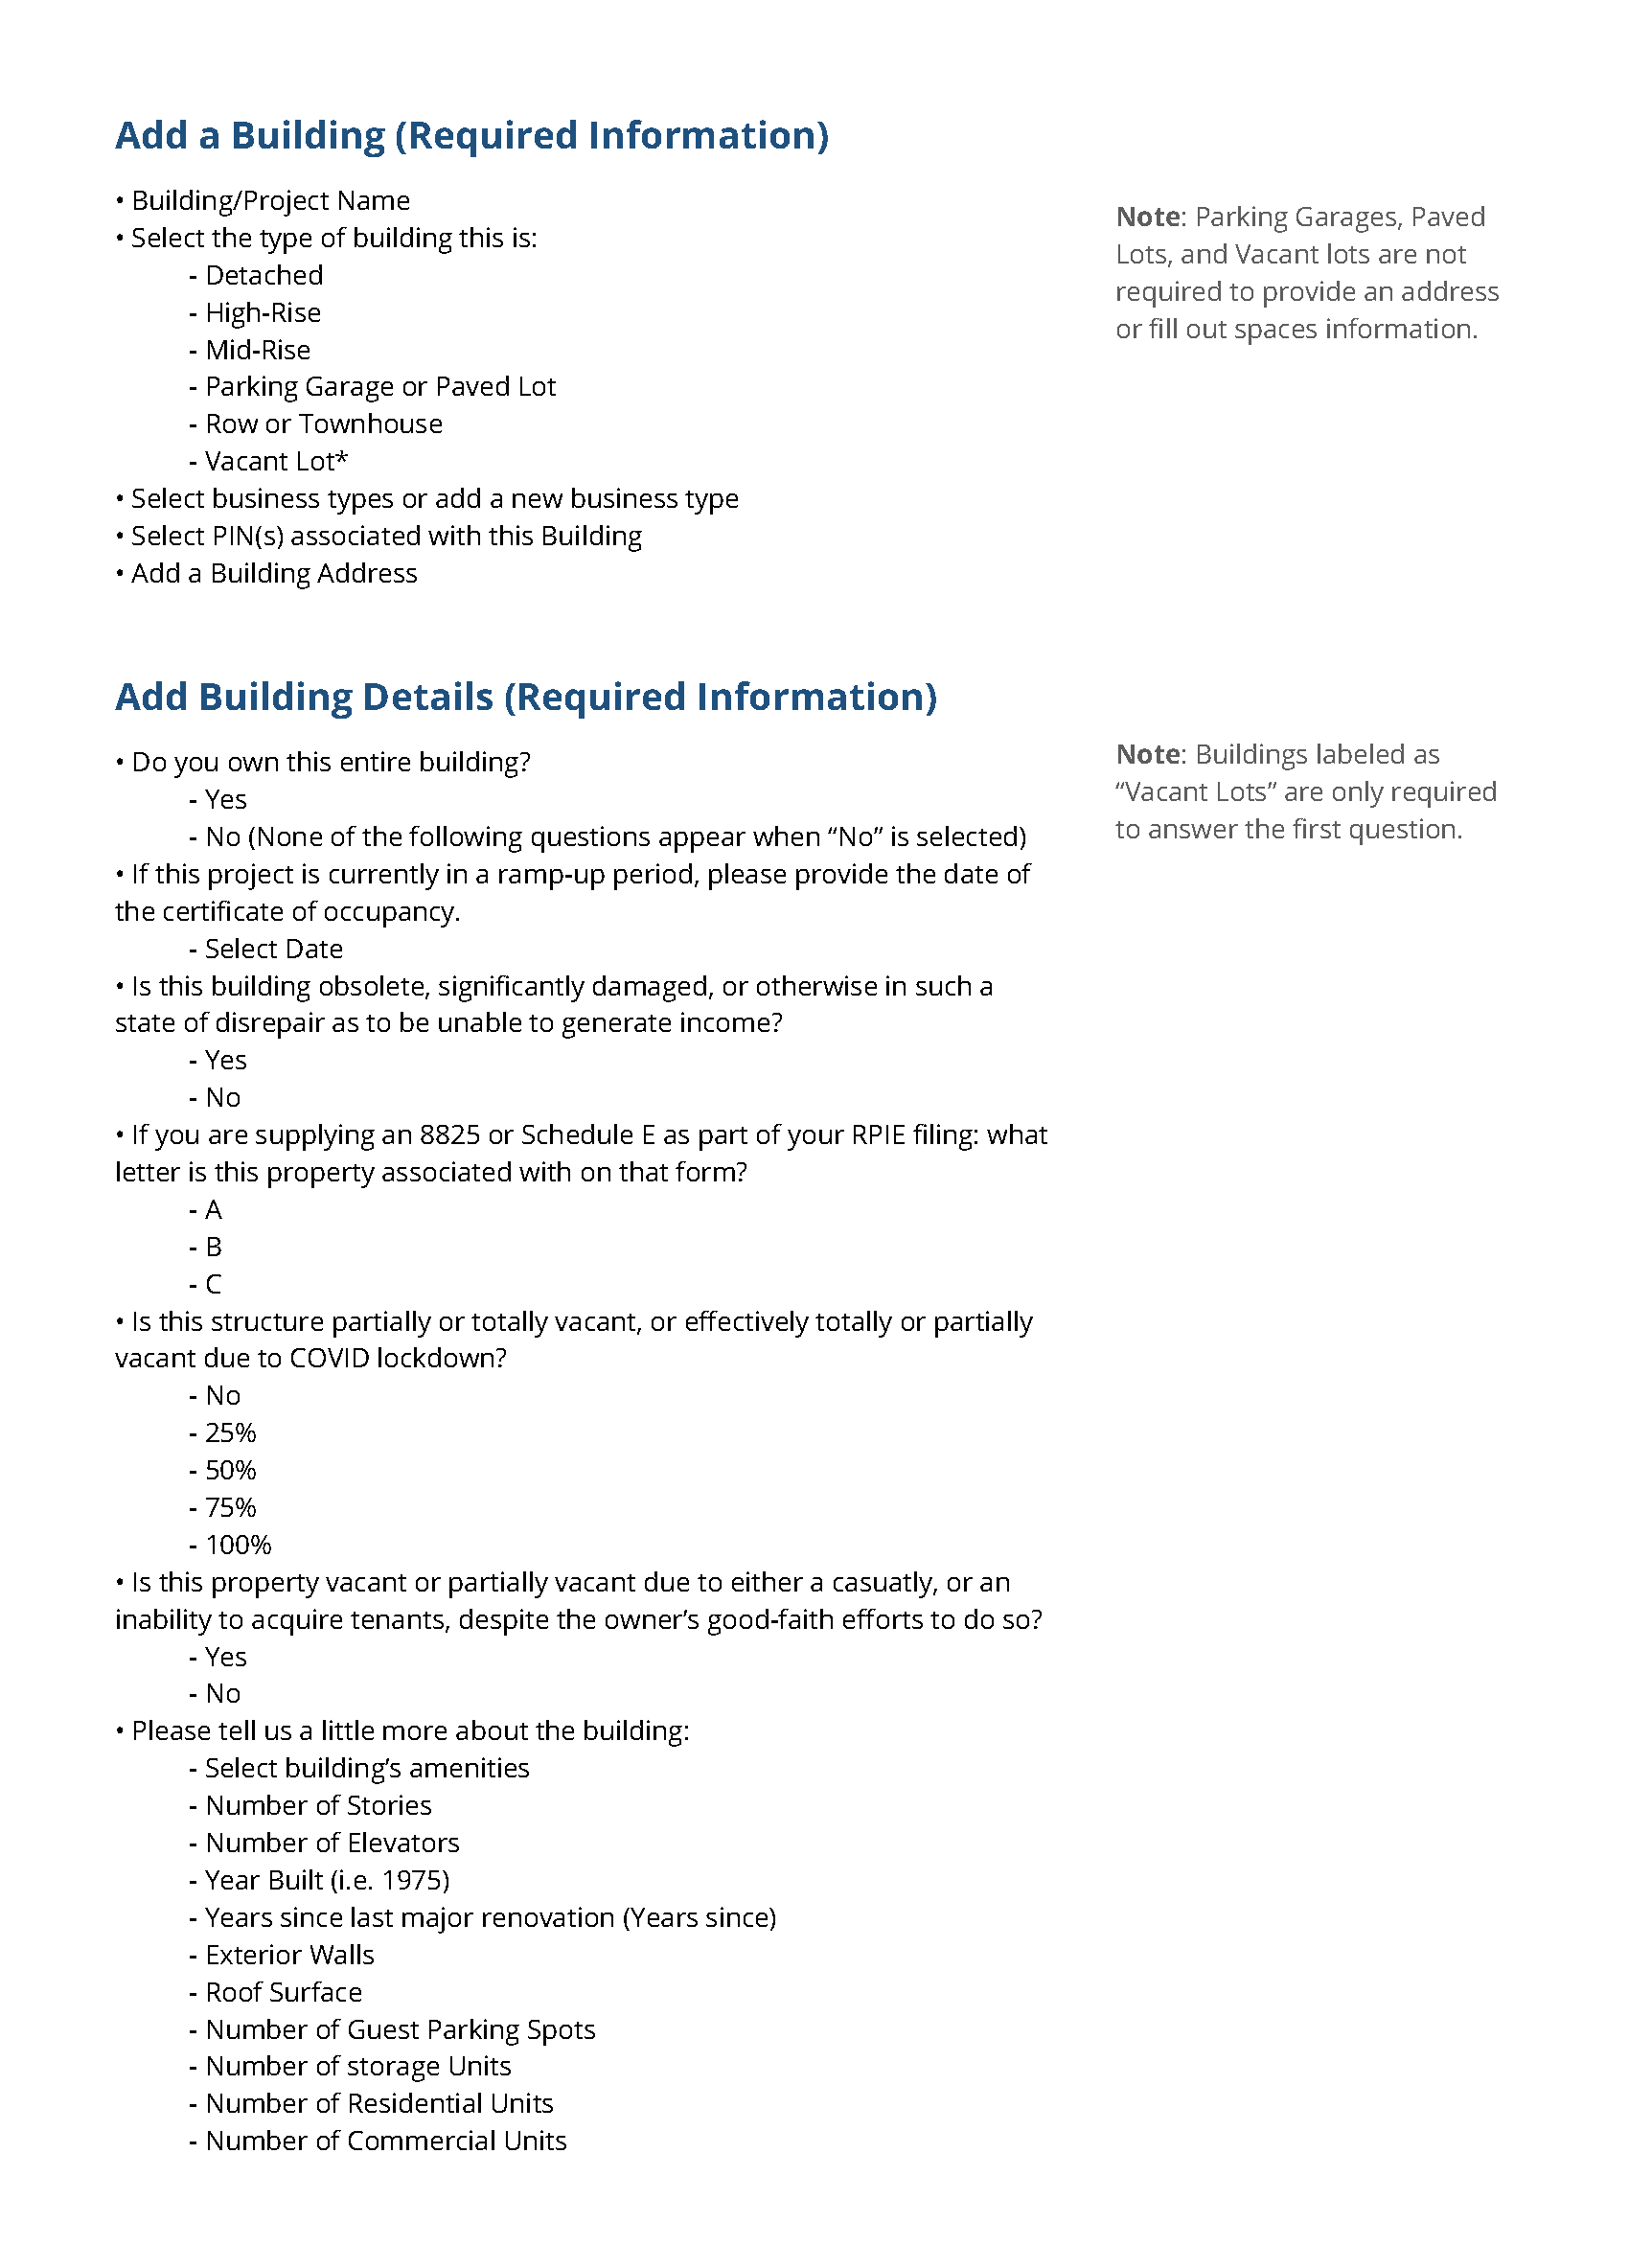 Add a Building (Required Information)
• Building/Project Name
• Select the type of building this is:
- Detached
- High-Rise
- Mid-Rise
- Parking Garage or Paved Lot
- Row or Townhouse
- Vacant Lot*
• Select business types or add a new business type
• Select PIN(s) associated with this Building
• Add a Building Address
Note: Parking Garages, Paved
Lots, and Vacant lots are not
required to provide an address
or fill out spaces information.
Add Building Details (Required Information)
• Do you own this entire building?
- Yes
- No (None of the following questions appear when “No” is selected)
• If this project is currently in a ramp-up period, please provide the date of
the certificate of occupancy.
- Select Date
• Is this building obsolete, significantly damaged, or otherwise in such a
state of disrepair as to be unable to generate income?
- Yes
- No
• If you are supplying an 8825 or Schedule E as part of your RPIE filing: what
letter is this property associated with on that form?
- A
- B
- C
• Is this structure partially or totally vacant, or effectively totally or partially
vacant due to COVID lockdown?
- No
- 25%
- 50%
- 75%
- 100%
• Is this property vacant or partially vacant due to either a casuatly, or an
inability to acquire tenants, despite the owner’s good-faith efforts to do so?
- Yes
- No
• Please tell us a little more about the building:
- Select building’s amenities
- Number of Stories
- Number of Elevators
- Year Built (i.e. 1975)
- Years since last major renovation (Years since)
- Exterior Walls
- Roof Surface
- Number of Guest Parking Spots
- Number of storage Units
- Number of Residential Units
- Number of Commercial Units
Note: Buildings labeled as
“Vacant Lots” are only required
to answer the first question.